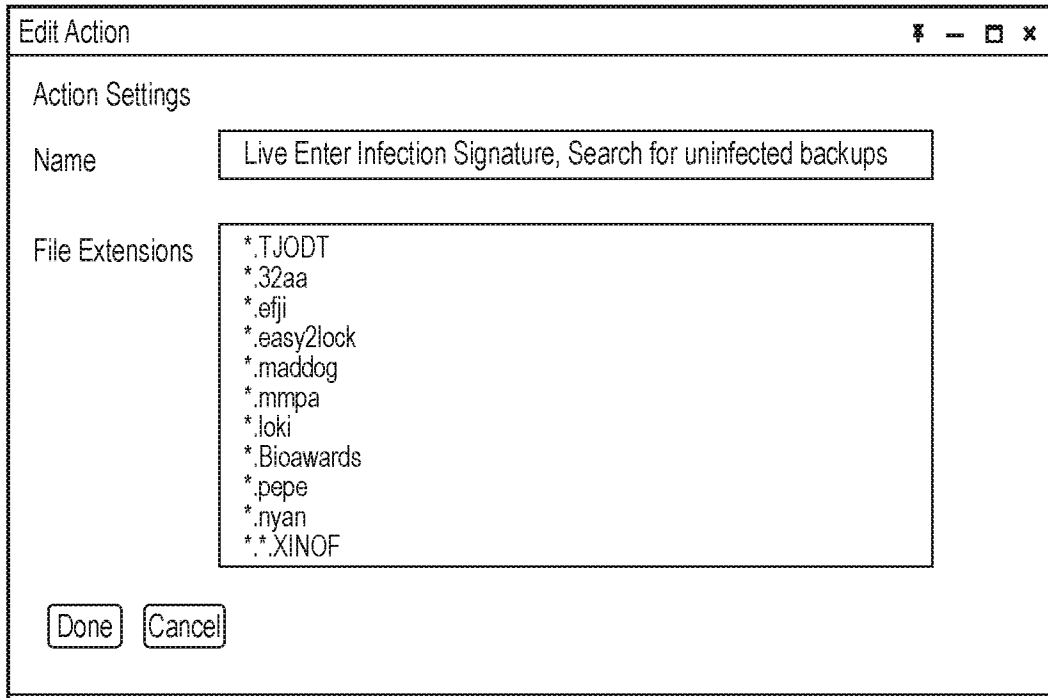 Edit Action
Action Settings
Name
Live Enter Infection Signature, Search for uninfected backups
File Extensions
*.TJODT
*.32aa
*.efji
*.easy2lock
*.maddog
*.mmpa
*.loki
*.Bioawards
*.pepe
*.nyan
*.*.XINOF
Done Cancel